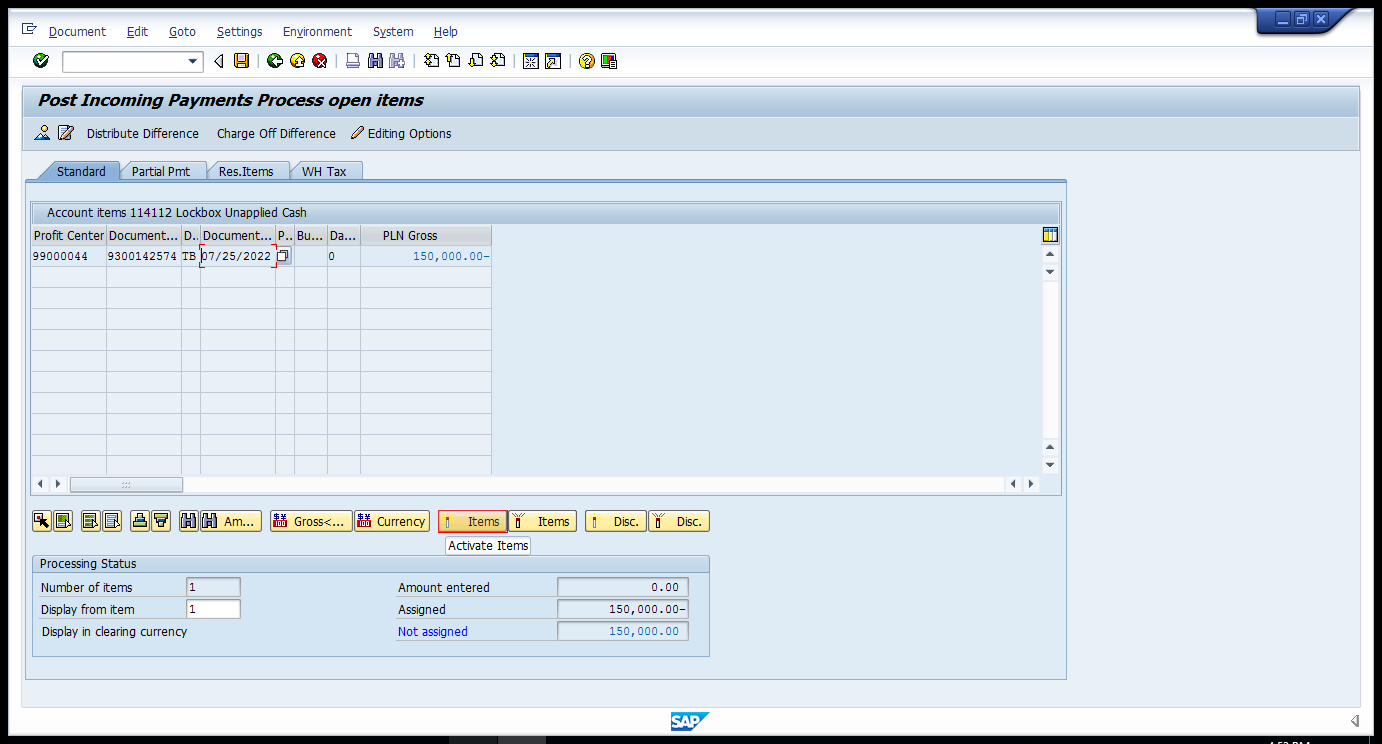 Document Edit Goto Settings Environment System Help
Post Incoming Payments Process open items
Distribute Difference Charge Off Difference Editing Options
Standard Partial Pmt Res.Items WH Tax
Account items 114112 Lockbox Unapplied Cash
Profit Center Document... D.. Document... P.. Bu... Da... PLN Gross
99000044 9300142574 TB 07/25/2022 0 150,000.00-
Am... Gross<... Currency Items Items Disc. Disc.
Activate Items
Processing Status
Number of items 1 Amount entered 0.00
Display from item 1 Assigned 150,000.00-
Display in clearing currency Not assigned 150,000.00
SAP